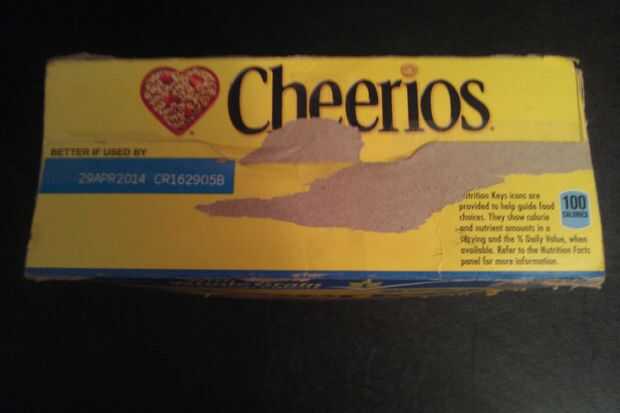 Cheerios
BETTER IF USED BY
29APR2014 CR162905B
Nutrition Keys icons are
provided to help guide food
choices. They show calorie
and nutrient amounts in a
serving and the % Daily Value, when
available. Refer to the Nutrition Facts
panel for more information.
100
CALORIES